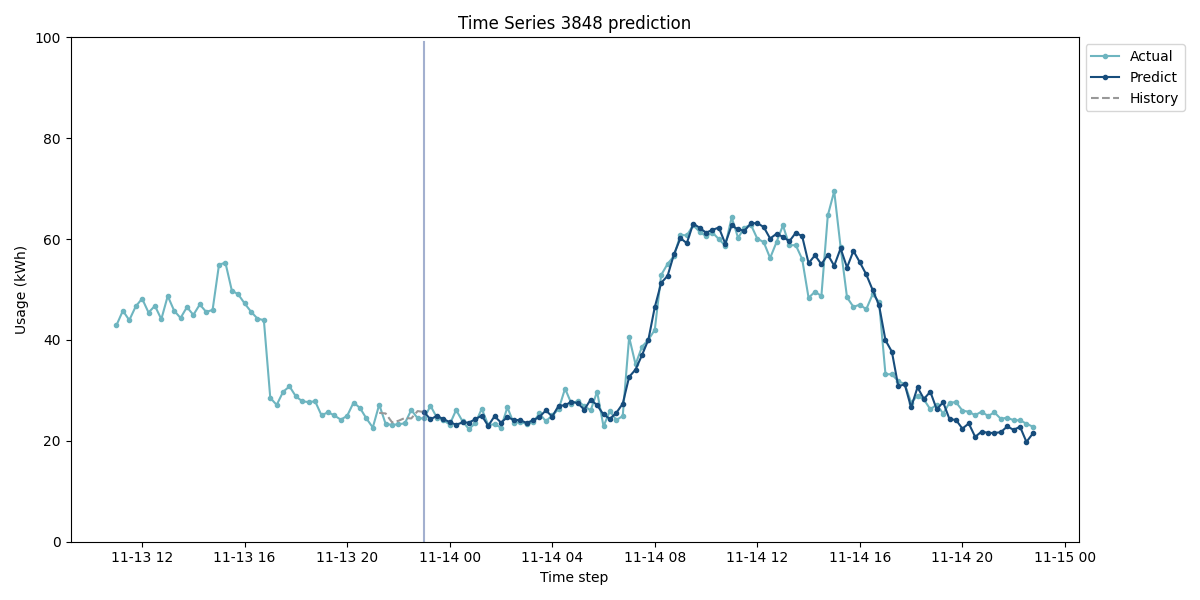 Time Series 3848 prediction
100
80
60
40
20
0
Usage (kWh)
11-13 12
11-13 16
11-13 20
11-14 00
11-14 04
11-14 08
11-14 12
11-14 16
11-14 20
11-15 00
Time step
Actual
Predict
History